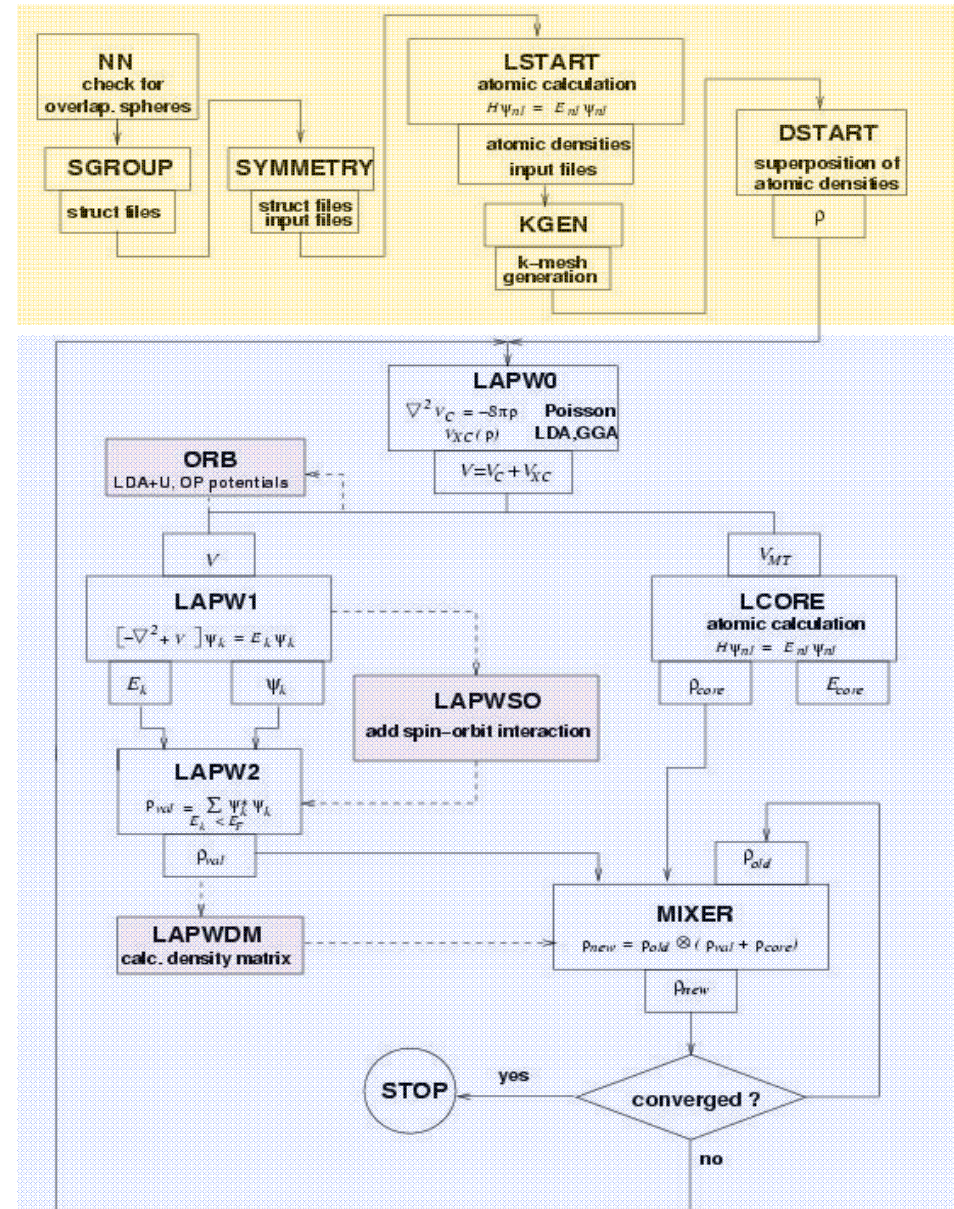 NN
check for
overlap. spheres
SGROUP
struct files
SYMMETRY
struct files
input files
LSTART
atomic calculation
Hψnl = Enl ψnl
atomic densities
input files
KGEN
k-mesh
generation
DSTART
superposition of
atomic densities
ρ
LAPW0
∇²VC = -8πρ Poisson
VXC(ρ) LDA,GGA
V=VC+VXC
ORB
LDA+U, OP potentials
V
LAPW1
[-∇²+V]ψk = Ek ψk
Ek ψk
LAPWSO
add spin-orbit interaction
VMT
LCORE
atomic calculation
Hψnl = Enl ψnl
ρcore Ecore
LAPW2
ρval = Σ ψk* ψk
Ek < EF
ρval
LAPWDM
calc. density matrix
ρold
MIXER
ρnew = ρold ⊗ (ρval + ρcore)
ρnew
STOP
yes
converged ?
no